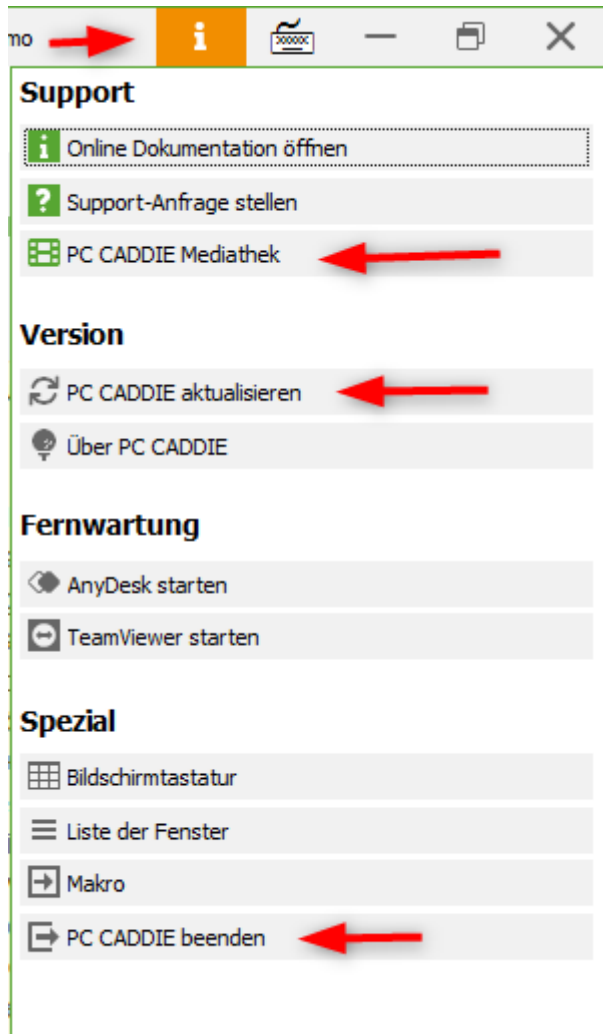 mo
Support
Online Dokumentation öffnen
Support-Anfrage stellen
PC CADDIE Mediathek
Version
PC CADDIE aktualisieren
Über PC CADDIE
Fernwartung
AnyDesk starten
TeamViewer starten
Spezial
Bildschirmtastatur
Liste der Fenster
Makro
PC CADDIE beenden